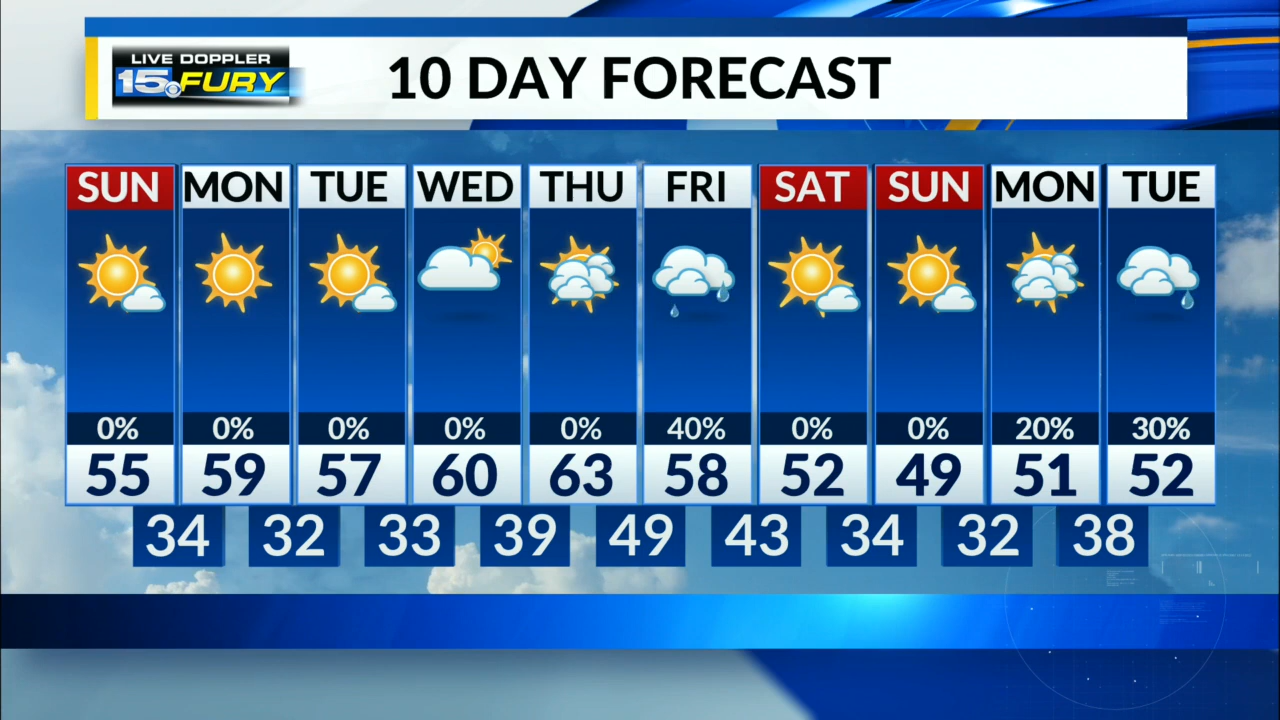 LIVE DOPPLER
15 FURY
10 DAY FORECAST
SUN MON TUE WED THU FRI SAT SUN MON TUE
0% 0% 0% 0% 0% 40% 0% 0% 20% 30%
55 59 57 60 63 58 52 49 51 52
34 32 33 39 49 43 34 32 38